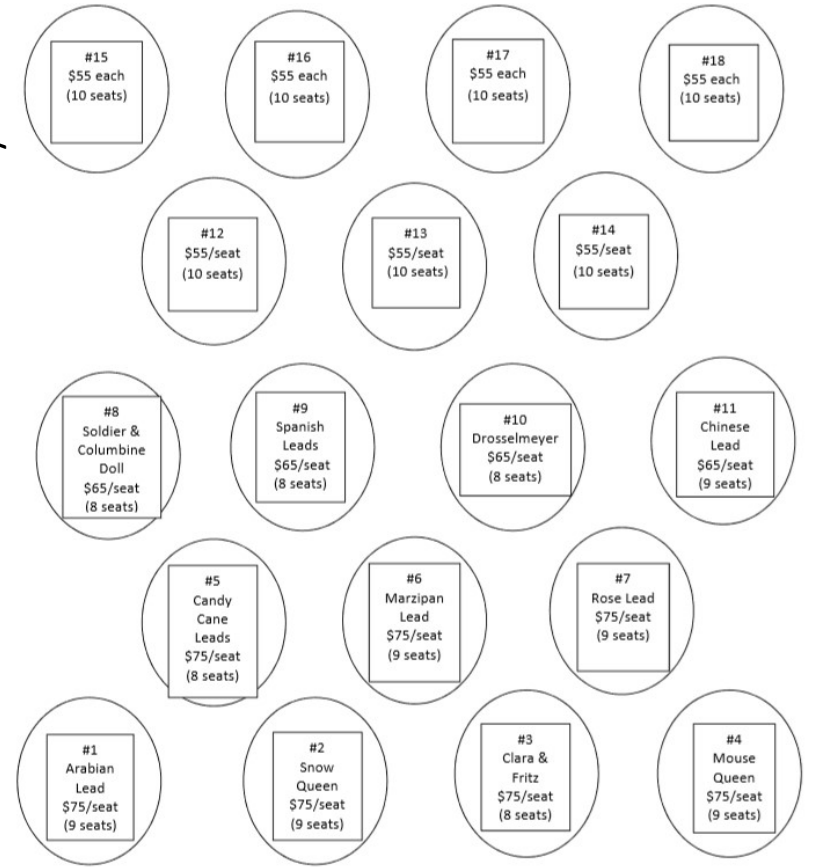 #15
$55 each
(10 seats)
#16
$55 each
(10 seats)
#17
$55 each
(10 seats)
#18
$55 each
(10 seats)
#12
$55/seat
(10 seats)
#13
$55/seat
(10 seats)
#14
$55/seat
(10 seats)
#8
Soldier &
Columbine
Doll
$65/seat
(8 seats)
#9
Spanish
Leads
$65/seat
(8 seats)
#10
Drosselmeyer
$65/seat
(8 seats)
#11
Chinese
Lead
$65/seat
(9 seats)
#5
Candy
Cane
Leads
$75/seat
(8 seats)
#6
Marzipan
Lead
$75/seat
(9 seats)
#7
Rose Lead
$75/seat
(9 seats)
#1
Arabian
Lead
$75/seat
(9 seats)
#2
Snow
Queen
$75/seat
(9 seats)
#3
Clara &
Fritz
$75/seat
(8 seats)
#4
Mouse
Queen
$75/seat
(9 seats)